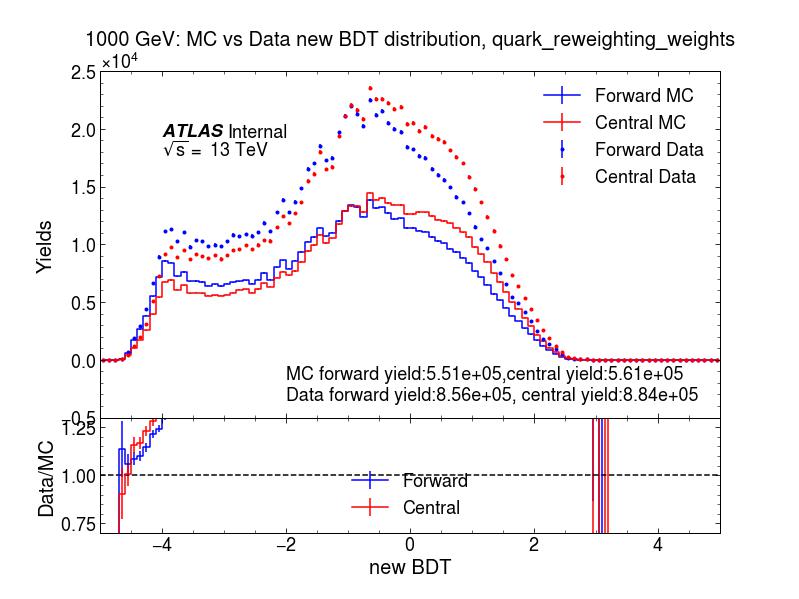 1000 GeV: MC vs Data new BDT distribution, quark_reweighting_weights
×10⁴
2.5
2.0
1.5
1.0
0.5
0.0
0.5
Yields
ATLAS Internal
√s = 13 TeV
Forward MC
Central MC
Forward Data
Central Data
MC forward yield:5.51e+05,central yield:5.61e+05
Data forward yield:8.56e+05, central yield:8.84e+05
1.25
1.00
0.75
Data/MC
Forward
Central
−4
−2
0
2
4
new BDT